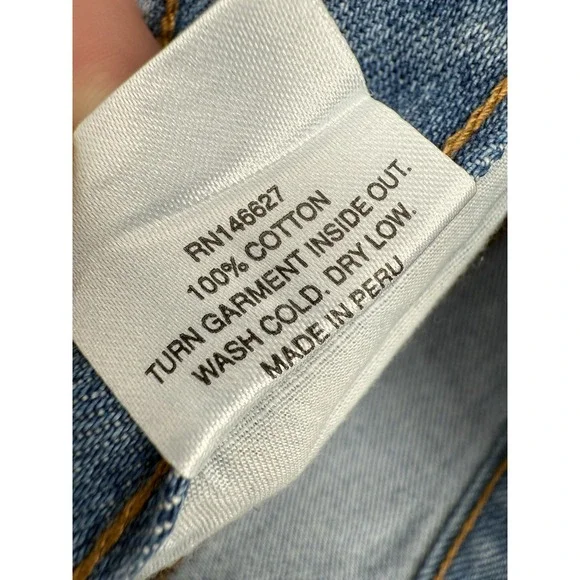 RN146627
100% COTTON
TURN GARMENT INSIDE OUT.
WASH COLD. DRY LOW.
MADE IN PERU